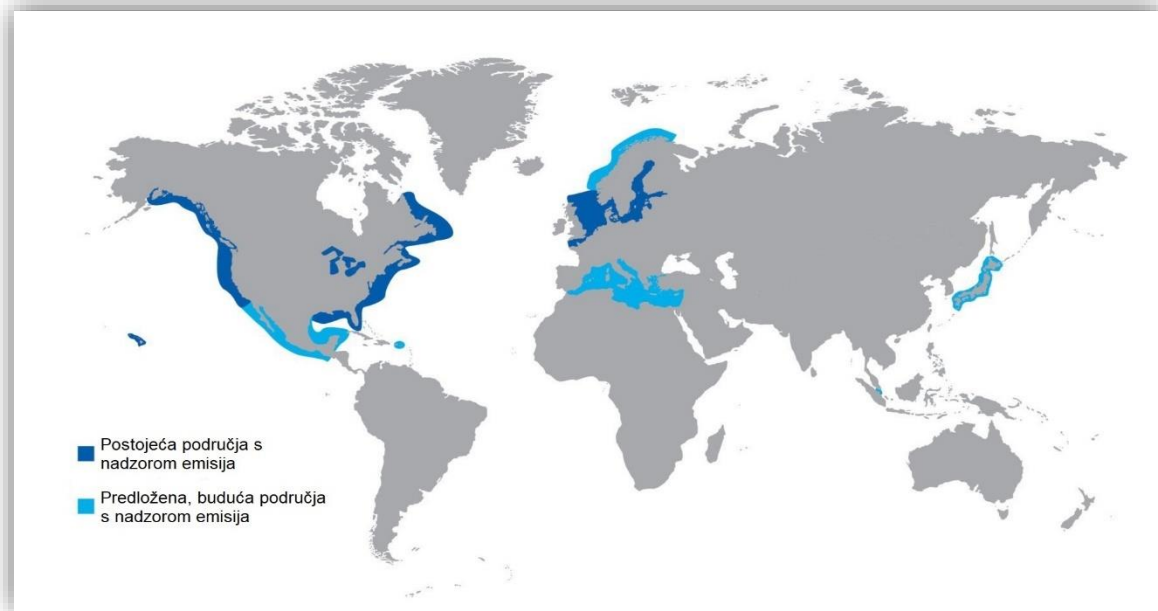 Postojeća područja s
nadzorom emisija
Predložena, buduća područja
s nadzorom emisija